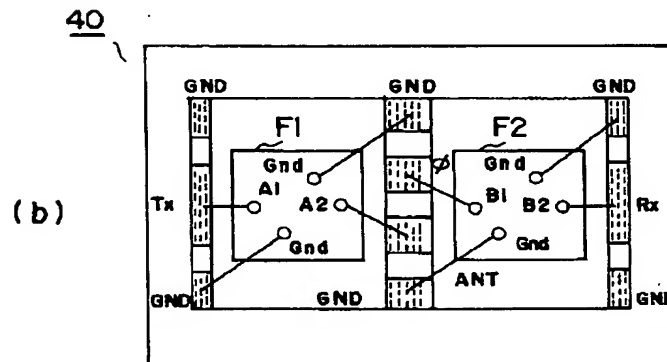 40
(b)
GND GND GND
F1 F2
Gnd Gnd
Tx A1 A2 φ B1 B2 Rx
Gnd Gnd
ANT
GND GND GND